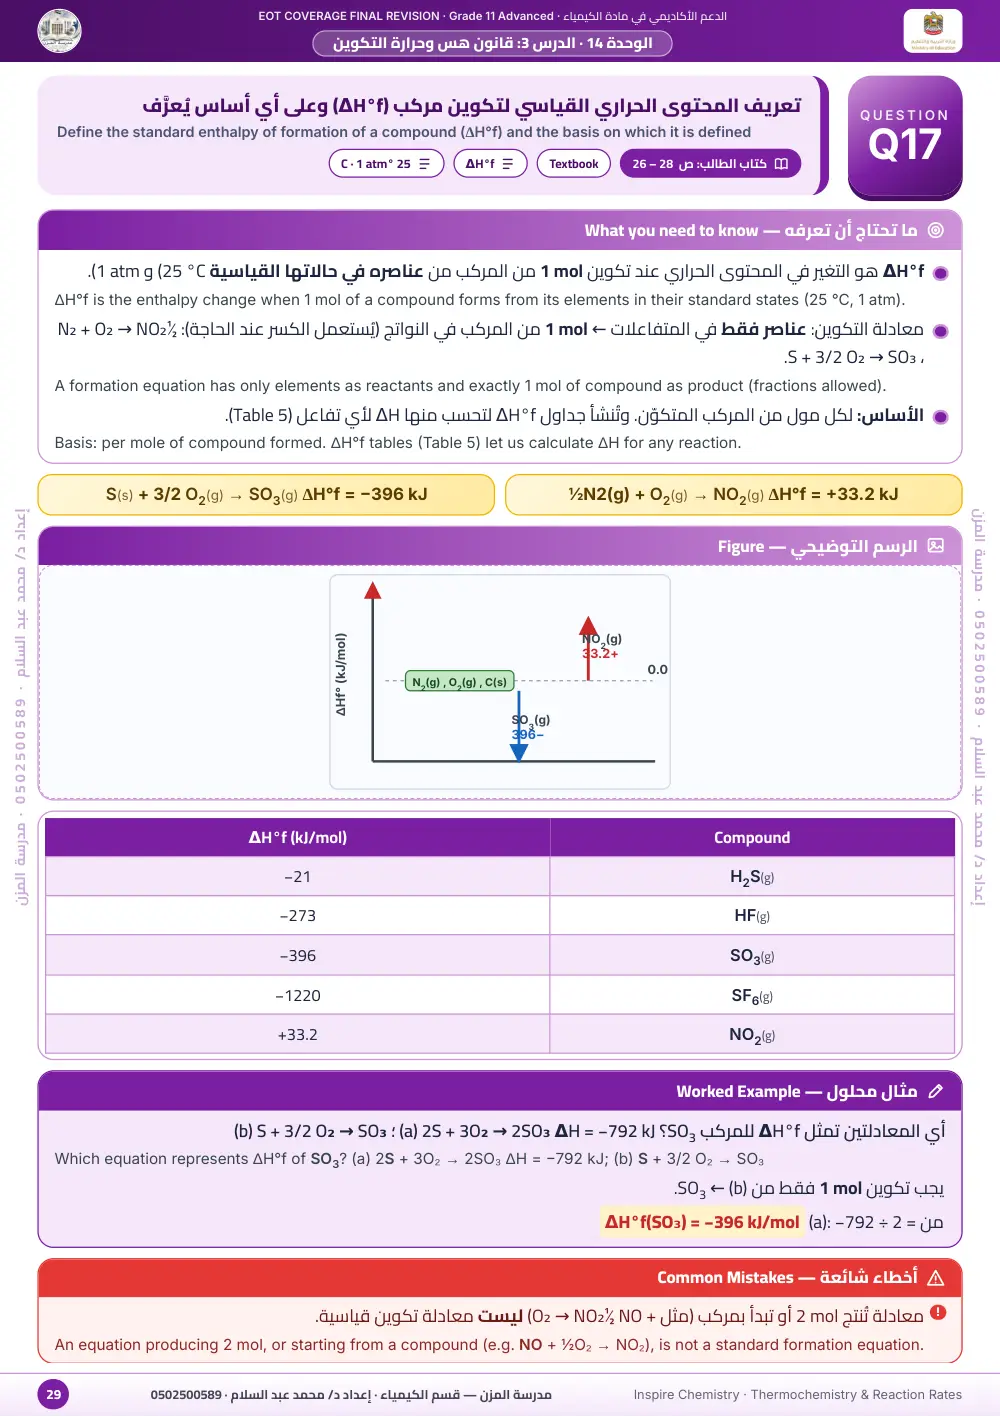 EOT COVERAGE FINAL REVISION · Grade 11 Advanced · الدعم الأكاديمي في مادة الكيمياء
الوحدة 14 · الدرس 3: قانون هس وحرارة التكوين
QUESTION
Q17
تعريف المحتوى الحراري القياسي لتكوين مركب (ΔH°f) وعلى أي أساس يُعرَّف
Define the standard enthalpy of formation of a compound (ΔH°f) and the basis on which it is defined
كتاب الطالب: ص 28 – 26
Textbook
ΔH°f
C · 1 atm° 25
ما تحتاج أن تعرفه — What you need to know
ΔH°f هو التغير في المحتوى الحراري عند تكوين 1 mol من المركب من عناصره في حالاتها القياسية (25 °C و 1 atm).
ΔH°f is the enthalpy change when 1 mol of a compound forms from its elements in their standard states (25 °C, 1 atm).
معادلة التكوين: عناصر فقط في المتفاعلات ← 1 mol من المركب في النواتج (يُستعمل الكسر عند الحاجة): ½N₂ + O₂ → NO₂
، S + 3/2 O₂ → SO₃.
A formation equation has only elements as reactants and exactly 1 mol of compound as product (fractions allowed).
الأساس: لكل مول من المركب المتكوّن. وتُنشأ جداول ΔH°f لتحسب منها ΔH لأي تفاعل (Table 5).
Basis: per mole of compound formed. ΔH°f tables (Table 5) let us calculate ΔH for any reaction.
½N2(g) + O₂(g) → NO₂(g) ΔH°f = +33.2 kJ
S(s) + 3/2 O₂(g) → SO₃(g) ΔH°f = −396 kJ
الرسم التوضيحي — Figure
ΔHf° (kJ/mol)
NO₂(g)
33.2+
0.0
N₂(g) , O₂(g) , C(s)
SO₃(g)
396−
ΔH°f (kJ/mol)
Compound
−21
H₂S(g)
−273
HF(g)
−396
SO₃(g)
−1220
SF₆(g)
+33.2
NO₂(g)
مثال محلول — Worked Example
أي المعادلتين تمثل ΔH°f للمركب SO₃؟ (a) 2S + 3O₂ → 2SO₃ ΔH = −792 kJ ؛ (b) S + 3/2 O₂ → SO₃
Which equation represents ΔH°f of SO₃? (a) 2S + 3O₂ → 2SO₃ ΔH = −792 kJ; (b) S + 3/2 O₂ → SO₃
يجب تكوين 1 mol فقط من SO₃ ← (b).
من (a): −792 ÷ 2 = ΔH°f(SO₃) = −396 kJ/mol
أخطاء شائعة — Common Mistakes
معادلة تُنتج 2 mol أو تبدأ بمركب (مثل NO + ½O₂ → NO₂) ليست معادلة تكوين قياسية.
An equation producing 2 mol, or starting from a compound (e.g. NO + ½O₂ → NO₂), is not a standard formation equation.
Inspire Chemistry · Thermochemistry & Reaction Rates
مدرسة المزن — قسم الكيمياء · إعداد د/ محمد عبد السلام · 0502500589
29
إعداد د/ محمد عبد السلام · 0502500589 · مدرسة المزن
إعداد د/ محمد عبد السلام · 0502500589 · مدرسة المزن